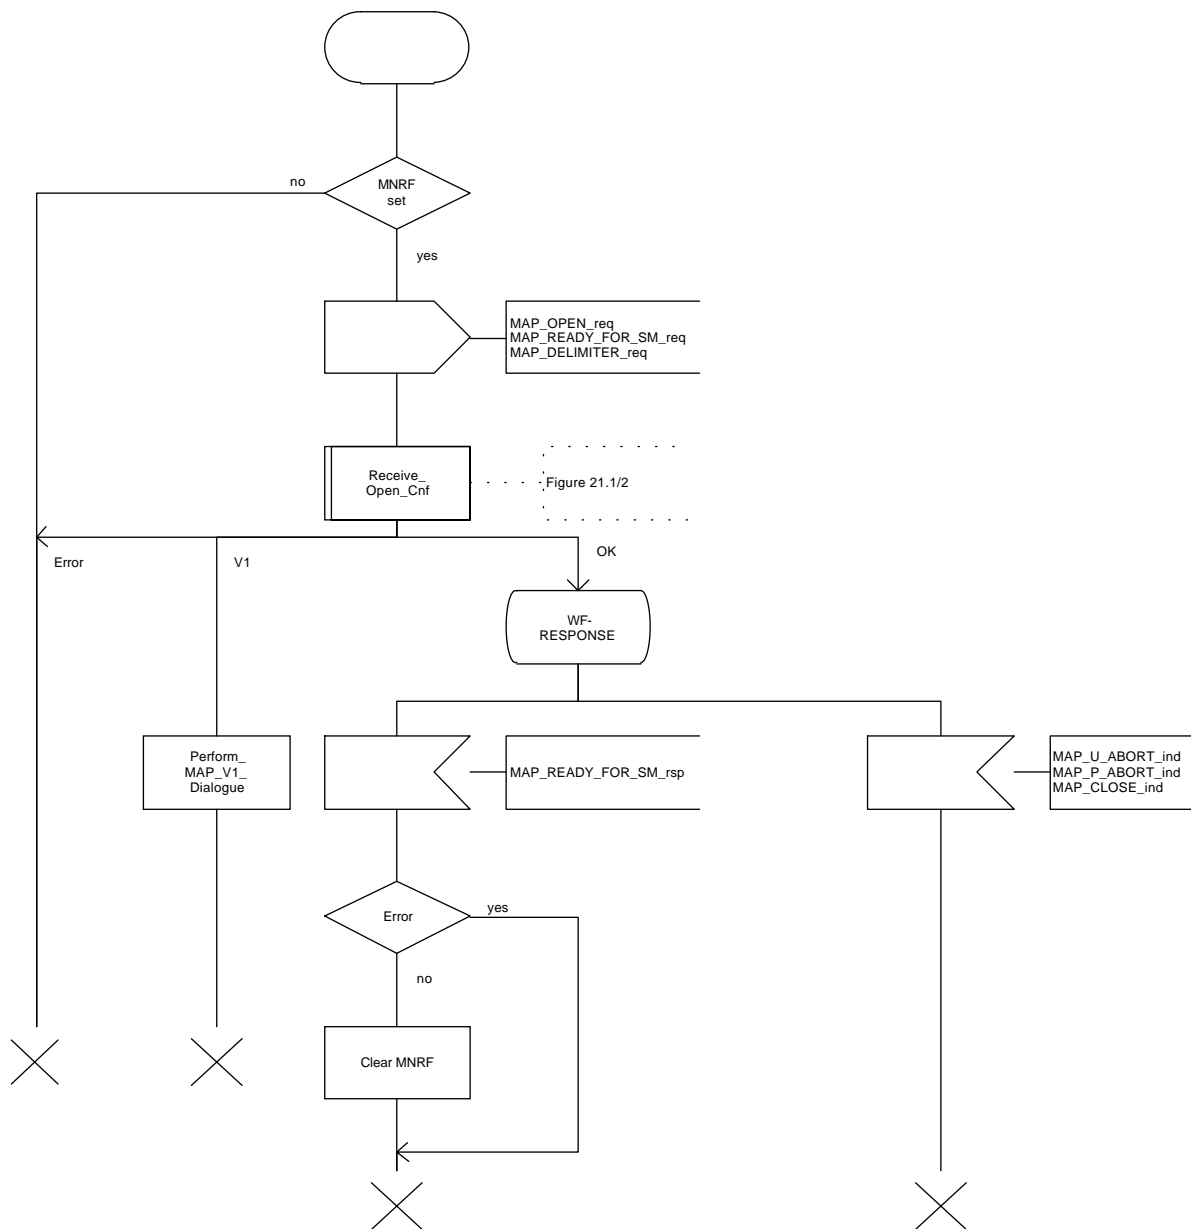 no
MNRF
set
yes
MAP_OPEN_req
MAP_READY_FOR_SM_req
MAP_DELIMITER_req
Receive_
Open_Cnf
Figure 21.1/2
Error
V1
OK
WF-
RESPONSE
Perform_
MAP_V1_
Dialogue
MAP_READY_FOR_SM_rsp
MAP_U_ABORT_ind
MAP_P_ABORT_ind
MAP_CLOSE_ind
Error
yes
no
Clear MNRF